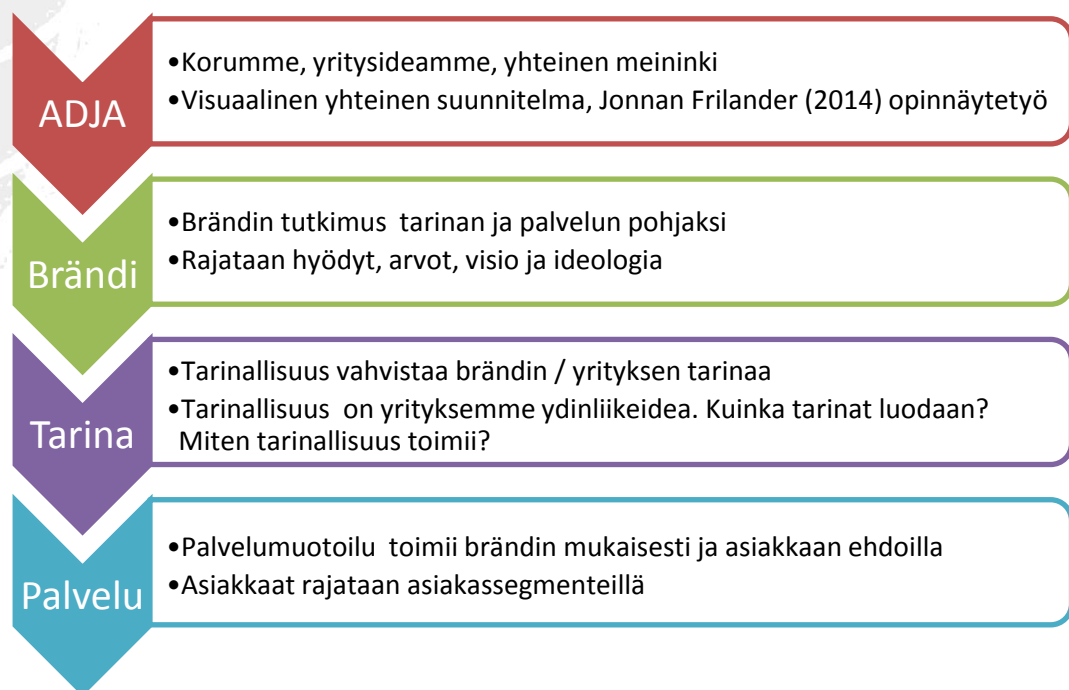 ADJA
•Korumme, yritysideamme, yhteinen meininki
•Visuaalinen yhteinen suunnitelma, Jonnan Frilander (2014) opinnäytetyö
Brändi
•Brändin tutkimus tarinan ja palvelun pohjaksi
•Rajataan hyödyt, arvot, visio ja ideologia
Tarina
•Tarinallisuus vahvistaa brändin / yrityksen tarinaa
•Tarinallisuus on yrityksemme ydinliikeidea. Kuinka tarinat luodaan?
Miten tarinallisuus toimii?
Palvelu
•Palvelumuotoilu toimii brändin mukaisesti ja asiakkaan ehdoilla
•Asiakkaat rajataan asiakassegmenteillä